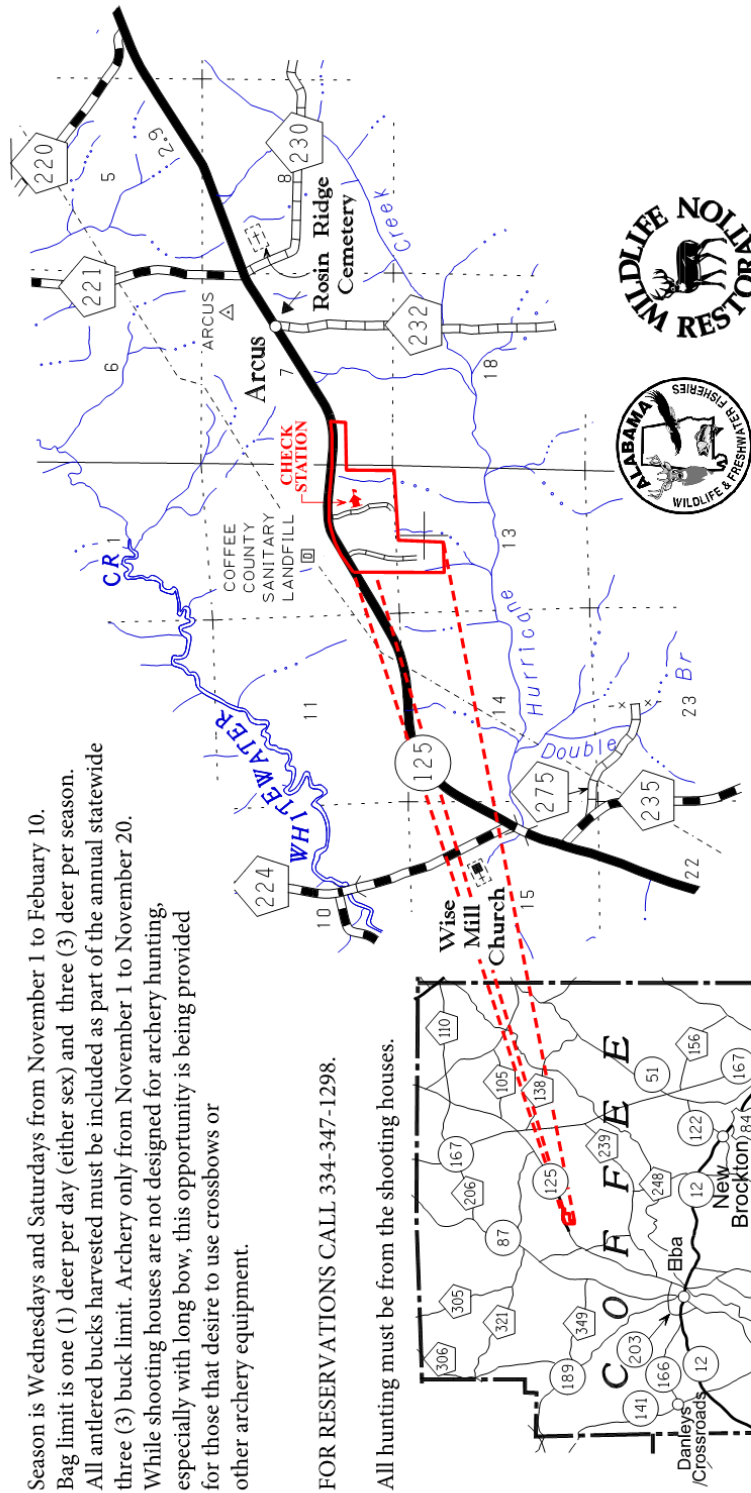 Season is Wednesdays and Saturdays from November 1 to Febuary 10.
Bag limit is one (1) deer per day (either sex) and three (3) deer per season.
All antlered bucks harvested must be included as part of the annual statewide
three (3) buck limit. Archery only from November 1 to November 20.
While shooting houses are not designed for archery hunting,
especially with long bow, this opportunity is being provided
for those that desire to use crossbows or
other archery equipment.
FOR RESERVATIONS CALL 334-347-1298.
All hunting must be from the shooting houses.
WHITEWATER
CR
1
6
5
220
221
2.9
ARCUS
8
230
Rosin Ridge
Cemetery
Creek
Arcus
7
232
18
COFFEE
COUNTY
SANITARY
LANDFILL
CHECK
STATION
13
Hurricane
11
14
125
10
224
Wise
Mill
Church
15
Double
Br
275
235
23
22
110
167
105
206
305
306
138
125
87
321
349
189
239
51
156
167
C O F F E E
248
122
12
New
Brockton
84
Elba
203
166
141
12
Danleys
Crossroads
ALABAMA
WILDLIFE & FRESHWATER FISHERIES
WILDLIFE